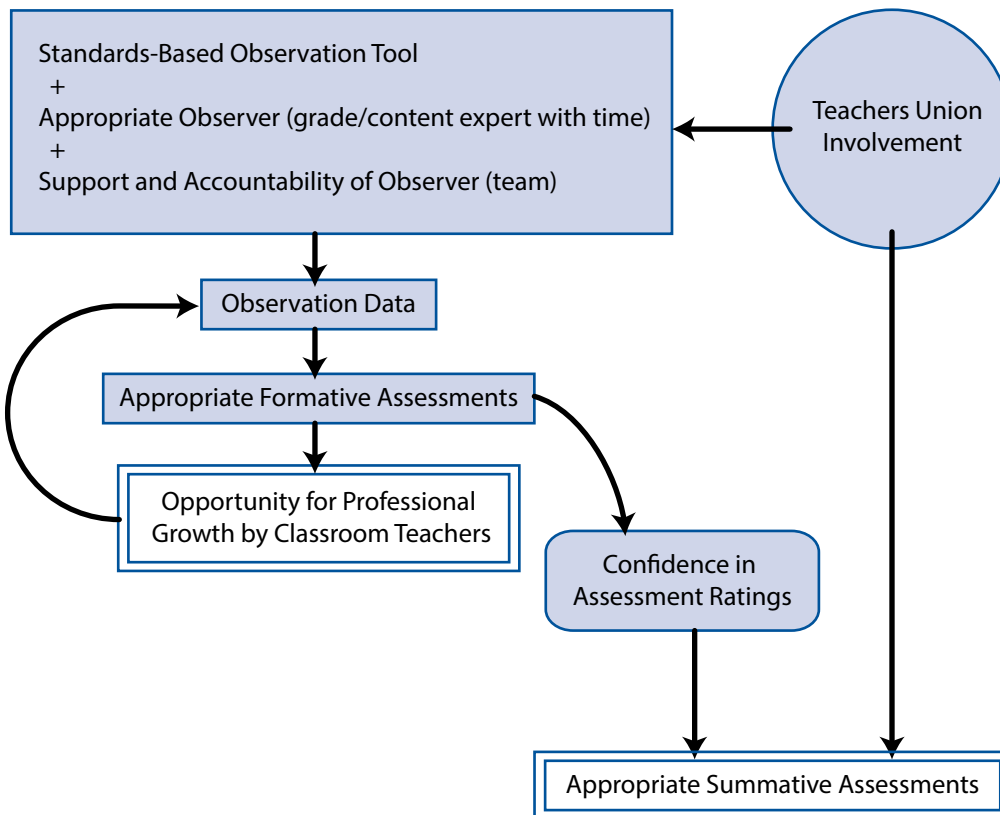 Standards-Based Observation Tool
+
Appropriate Observer (grade/content expert with time)
+
Support and Accountability of Observer (team)
Teachers Union
Involvement
Observation Data
Appropriate Formative Assessments
Opportunity for Professional
Growth by Classroom Teachers
Confidence in
Assessment Ratings
Appropriate Summative Assessments